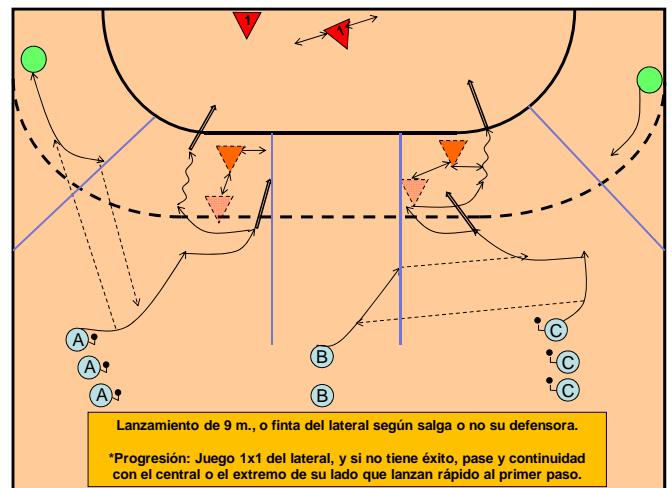 1
1
A
A
A
B
B
C
C
C
Lanzamiento de 9 m., o finta del lateral según salga o no su defensora.
*Progresión: Juego 1x1 del lateral, y si no tiene éxito, pase y continuidad
con el central o el extremo de su lado que lanzan rápido al primer paso.